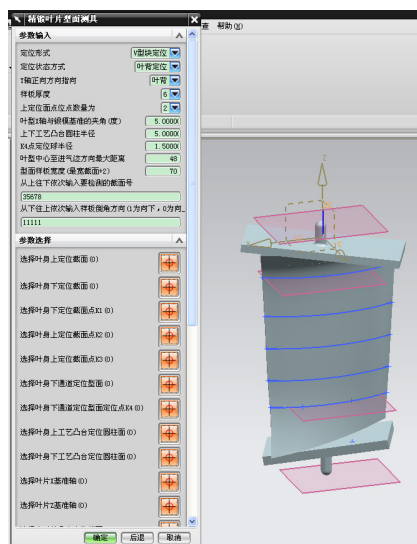 精锻叶片型面测具
查 帮助(H)
参数输入
定位形式 V型块定位
定位状态方式 叶背定位
Y轴正向方向指向 叶背
样板厚度 6
上定位面点位点数量为 2
叶型X轴与锻模基准的夹角(度) 5.0000
上下工艺凸台圆柱半径 5.0000
K4点定位球半径 1.5000
叶型中心至进气边方向最大距离 48
型面样板宽度(最宽截面+2) 70
从上往下依次输入要检测的截面号
35678
从下往上依次输入样板倒角方向(1为向下，0为向_
11111
参数选择
选择叶身上定位截面(0)
选择叶身下定位截面(0)
选择叶身上定位截面点K1(0)
选择叶身下定位截面点K2(0)
选择叶身上定位截面点K3(0)
选择叶身下通道定位型面(0)
选择叶身下通道定位型面定位点K4(0)
选择叶身上工艺凸台定位圆柱面(0)
选择叶身下工艺凸台定位圆柱面(0)
选择叶片X基准轴(0)
选择叶片Z基准轴(0)
确定 后退 取消